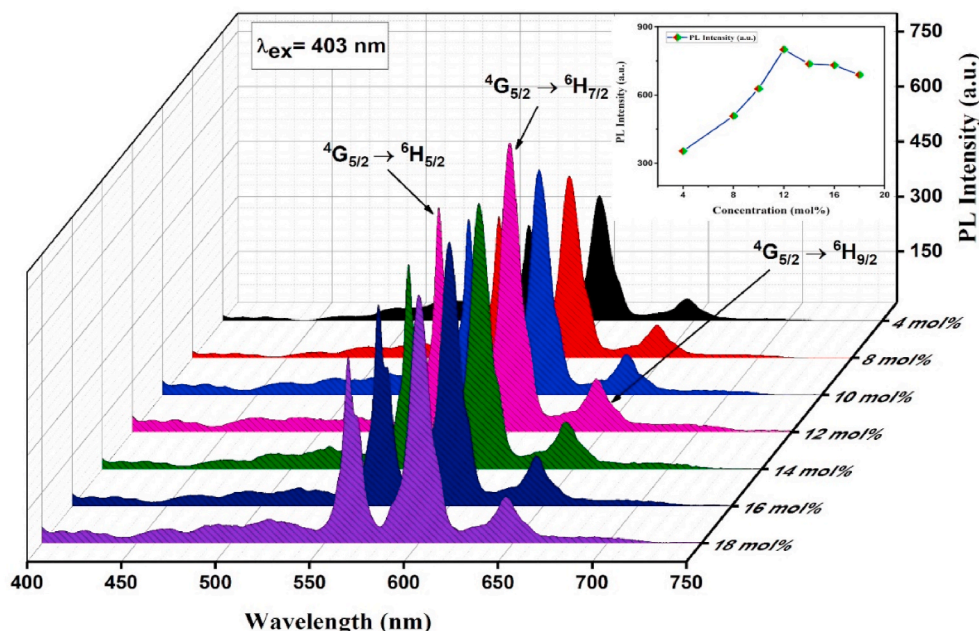 λex= 403 nm
4G5/2 → 6H7/2
4G5/2 → 6H5/2
4G5/2 → 6H9/2
PL Intensity (a.u.)
PL Intensity (a.u.)
900
600
300
4 8 12 16 20
Concentration (mol%)
750
600
450
300
150
PL Intensity (a.u.)
4 mol%
8 mol%
10 mol%
12 mol%
14 mol%
16 mol%
18 mol%
400 450 500 550 600 650 700 750
Wavelength (nm)